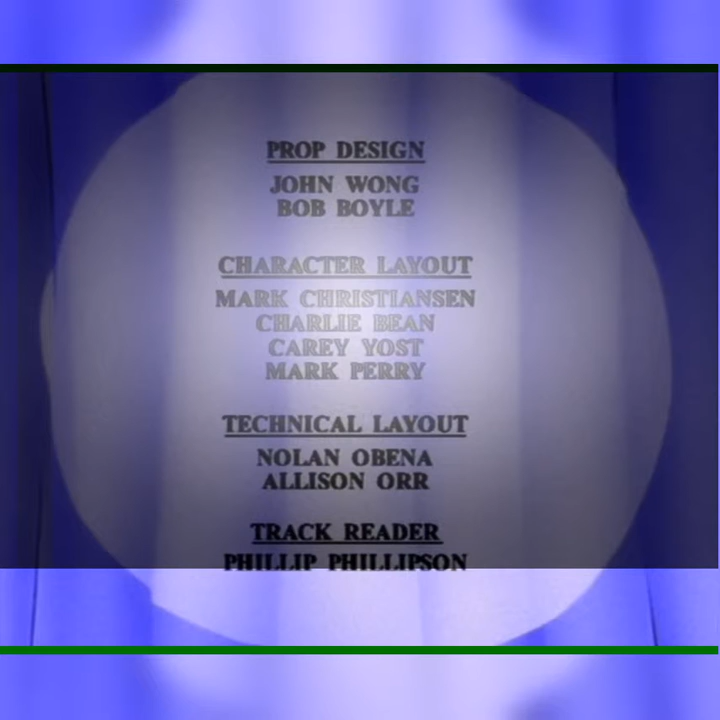 PROP DESIGN
JOHN WONG
BOB BOYLE
CHARACTER LAYOUT
MARK CHRISTIANSEN
CHARLIE BEAN
CAREY YOST
MARK PERRY
TECHNICAL LAYOUT
NOLAN OBENA
ALLISON ORR
TRACK READER
PHILLIP PHILLIPSON